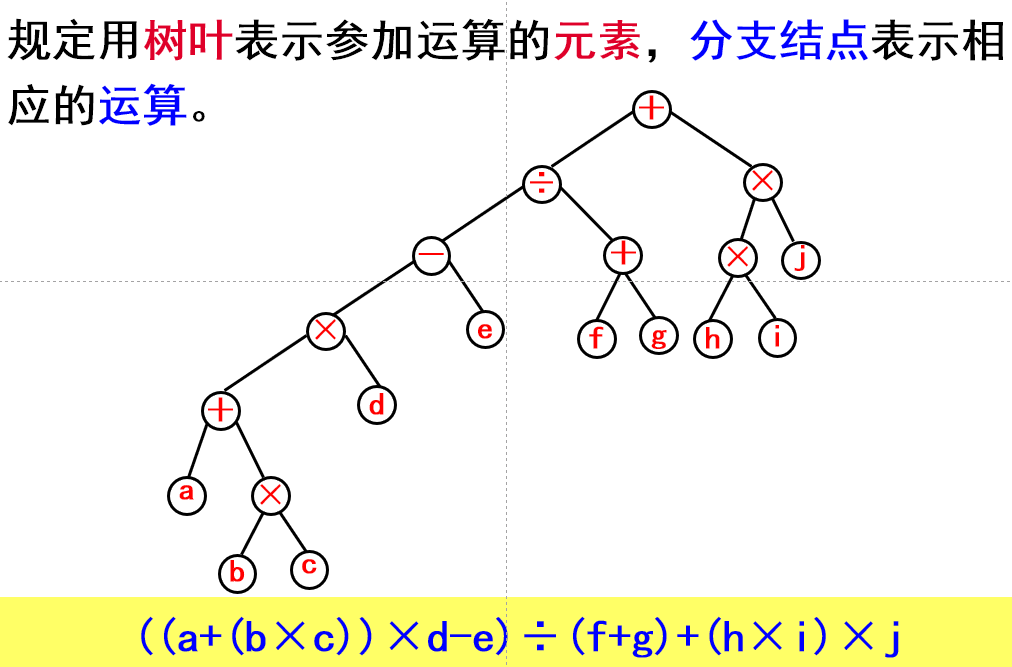 规定用树叶表示参加运算的元素，分支结点表示相
应的运算。
+
÷ ×
− + × j
× e f g h i
+ d
a ×
b c
((a+(b×c))×d-e)÷(f+g)+(h×i)×j